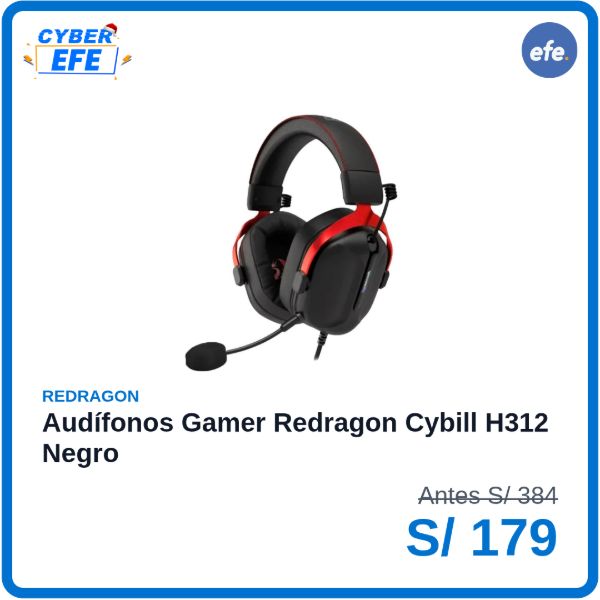 CYBER
EFE
efe.
REDRAGON
Audífonos Gamer Redragon Cybill H312
Negro
Antes S/ 384
S/ 179